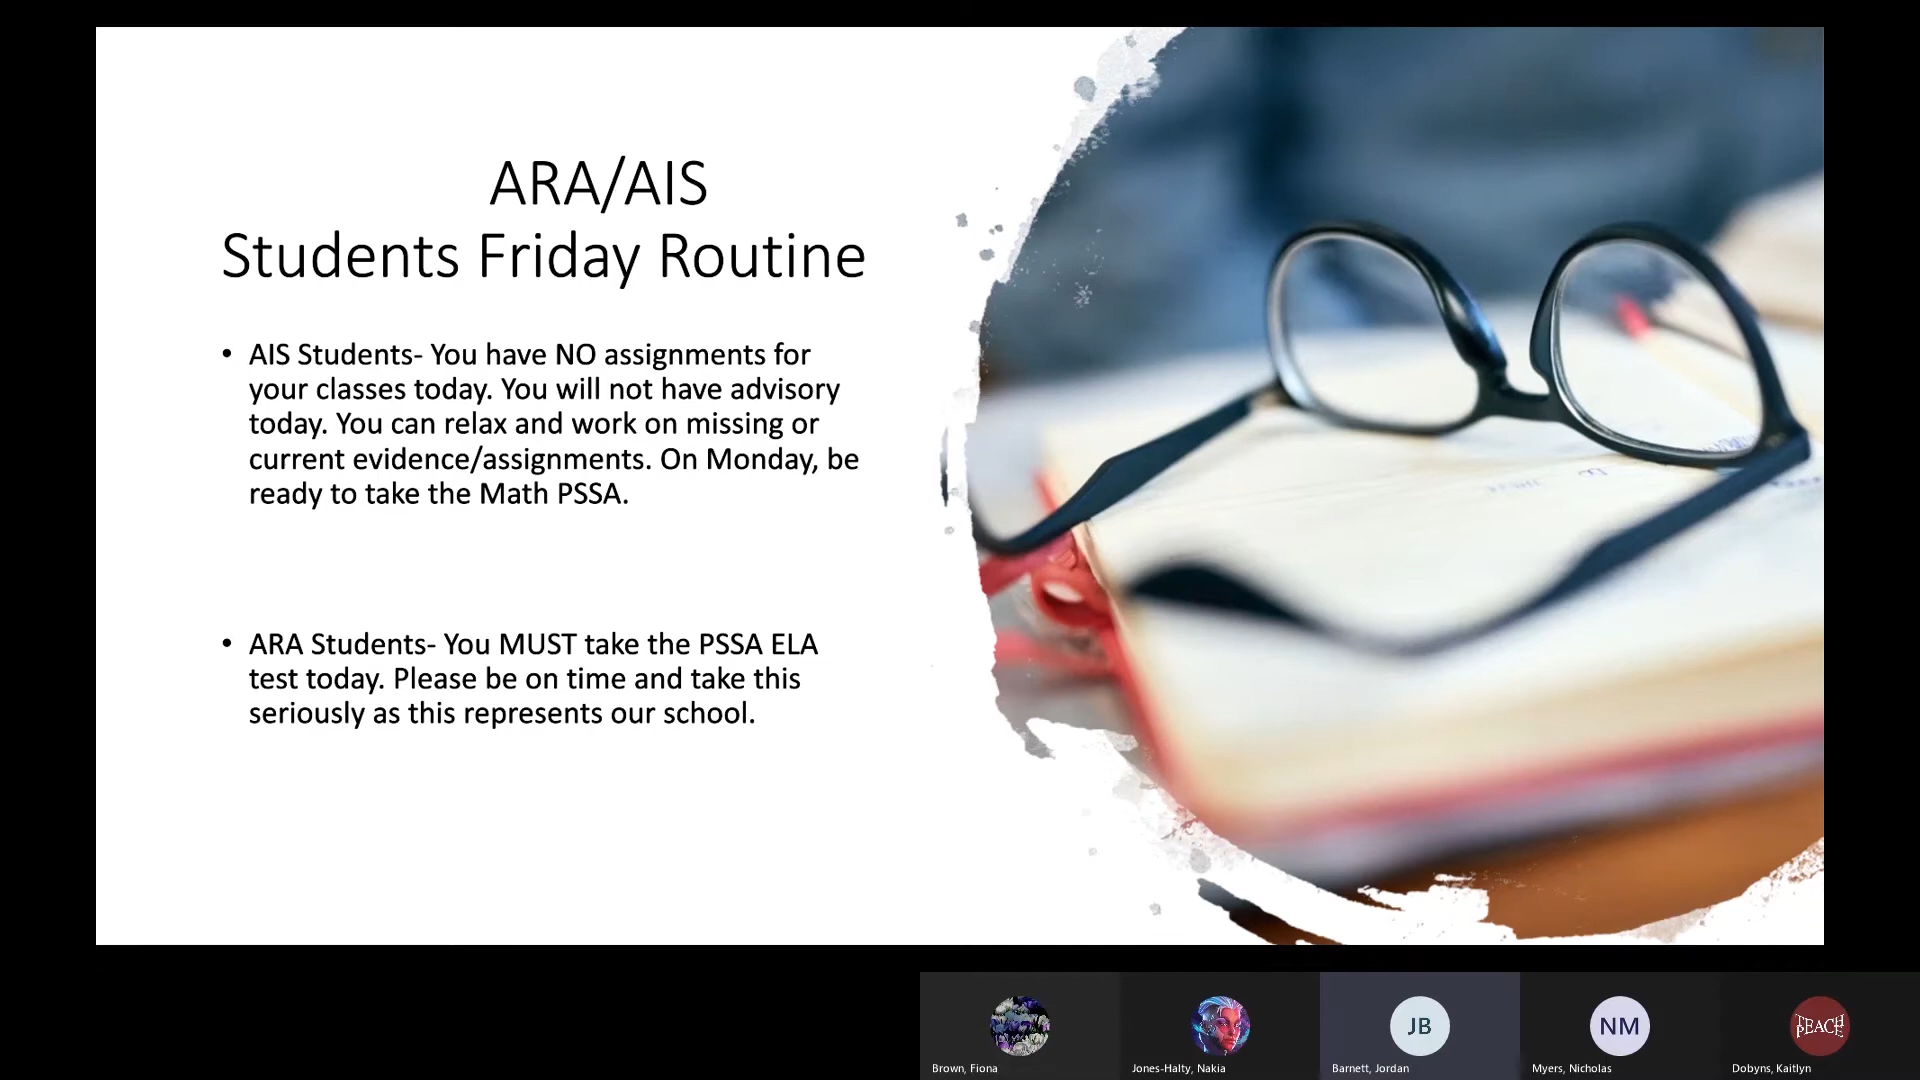 ARA/AIS
Students Friday Routine
• AIS Students- You have NO assignments for
your classes today. You will not have advisory
today. You can relax and work on missing or
current evidence/assignments. On Monday, be
ready to take the Math PSSA.
• ARA Students- You MUST take the PSSA ELA
test today. Please be on time and take this
seriously as this represents our school.
JB
NM
TEACH
PEACE
Brown, Fiona
Jones-Halty, Nakia
Barnett, Jordan
Myers, Nicholas
Dobyns, Kaitlyn